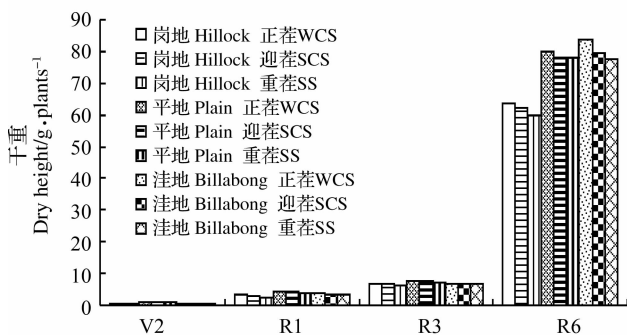 干重
Dry height/g•plants⁻¹
90
80
70
60
50
40
30
20
10
0
岗地 Hillock 正茬WCS
岗地 Hillock 迎茬SCS
岗地 Hillock 重茬SS
平地 Plain 正茬WCS
平地 Plain 迎茬SCS
平地 Plain 重茬SS
洼地 Billabong 正茬WCS
洼地 Billabong 迎茬SCS
洼地 Billabong 重茬SS
V2 R1 R3 R6